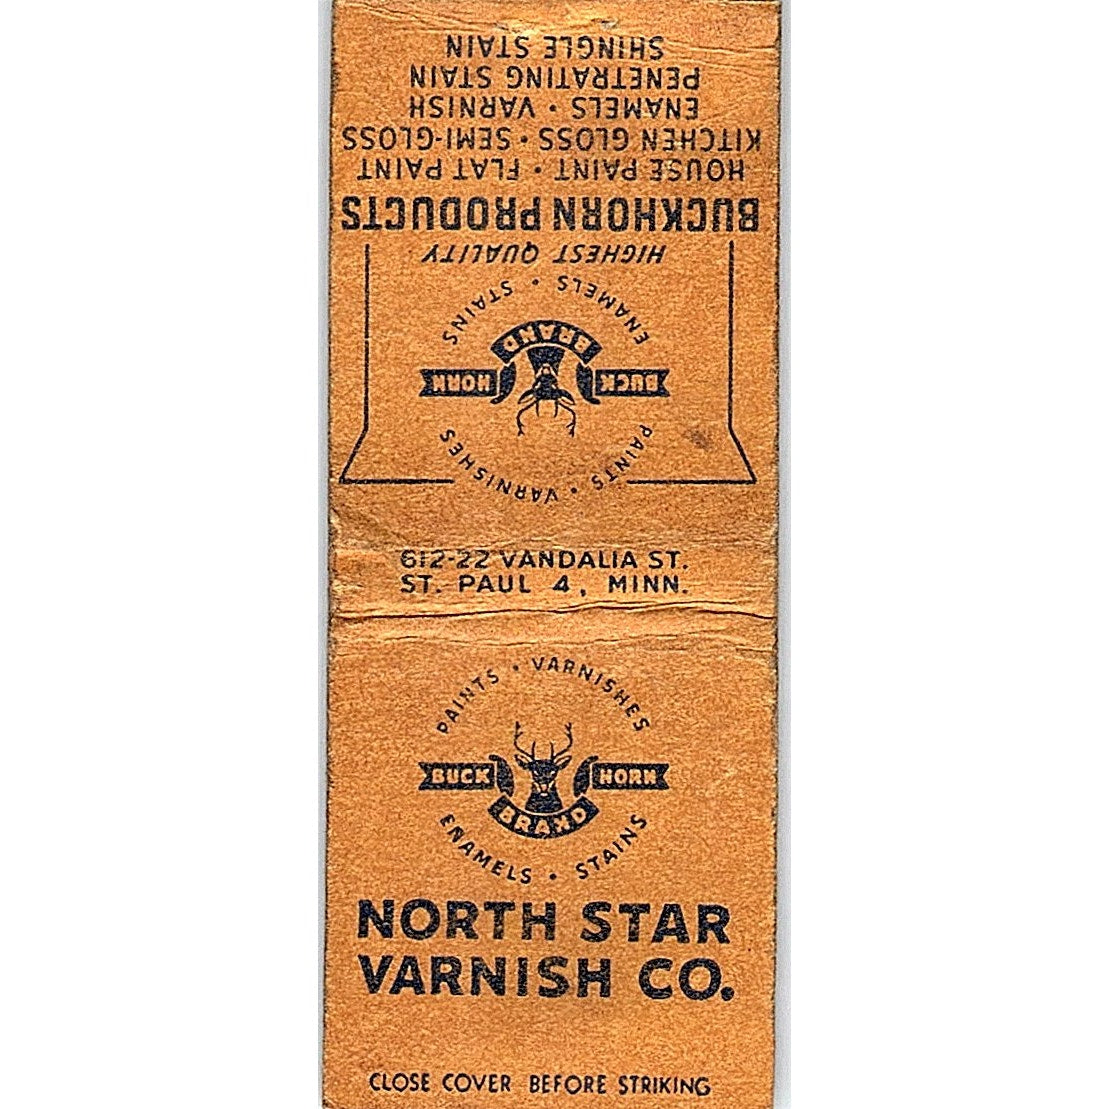 PAINTS · VARNISHES
BUCK HORN
BRAND
ENAMELS · STAINS
HIGHEST QUALITY
BUCKHORN PRODUCTS
HOUSE PAINT · FLAT PAINT
KITCHEN GLOSS · SEMI-GLOSS
ENAMELS · VARNISH
PENETRATING STAIN
SHINGLE STAIN
612-22 VANDALIA ST.
ST. PAUL 4, MINN.
PAINTS · VARNISHES
BUCK HORN
BRAND
ENAMELS · STAINS
NORTH STAR
VARNISH CO.
CLOSE COVER BEFORE STRIKING